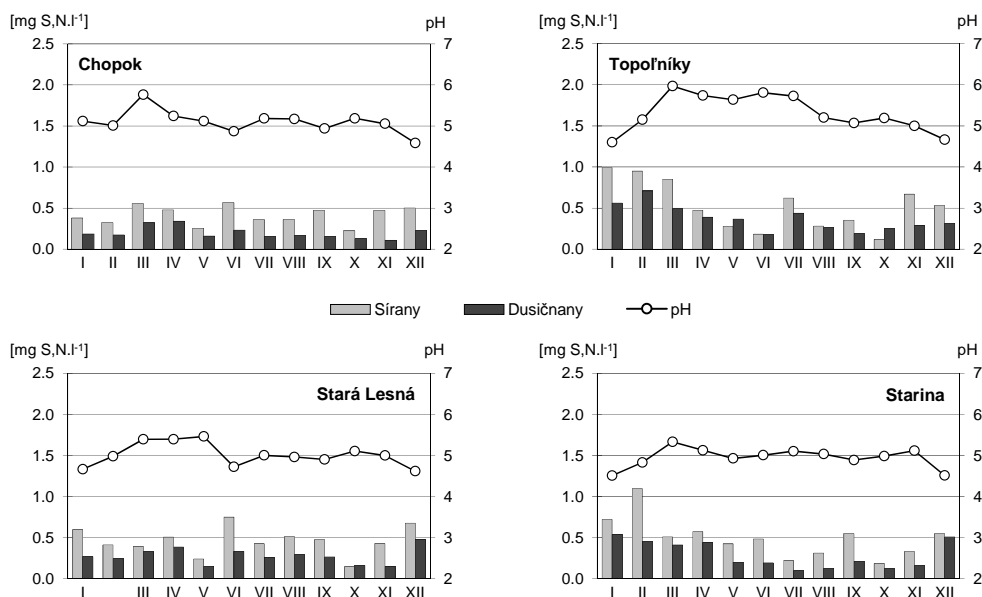 [mg S,N.l-1] pH
Chopok
2.5 2.0 1.5 1.0 0.5 0.0
7 6 5 4 3 2
I II III IV V VI VII VIII IX X XI XII
[mg S,N.l-1] pH
Topoľníky
2.5 2.0 1.5 1.0 0.5 0.0
7 6 5 4 3 2
I II III IV V VI VII VIII IX X XI XII
Sírany Dusičnany pH
[mg S,N.l-1] pH
Stará Lesná
2.5 2.0 1.5 1.0 0.5 0.0
7 6 5 4 3 2
I III IV V VI VII VIII IX X XI XII
[mg S,N.l-1] pH
Starina
2.5 2.0 1.5 1.0 0.5 0.0
7 6 5 4 3 2
I II III IV V VI VII VIII IX X XI XII